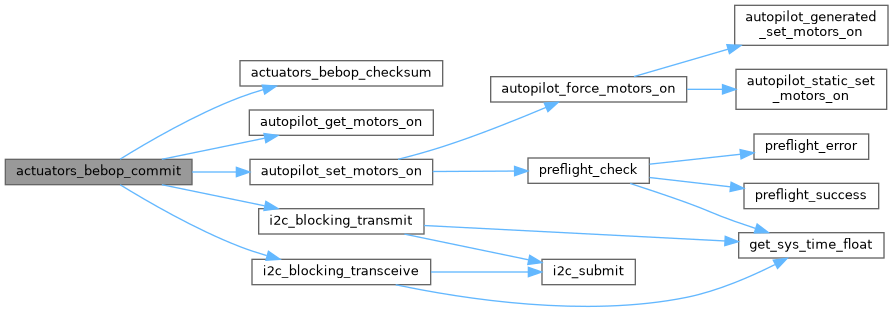 actuators_bebop_commit
actuators_bebop_checksum
autopilot_get_motors_on
autopilot_set_motors_on
i2c_blocking_transmit
i2c_blocking_transceive
autopilot_force_motors_on
preflight_check
i2c_submit
autopilot_generated
_set_motors_on
autopilot_static_set
_motors_on
preflight_error
preflight_success
get_sys_time_float